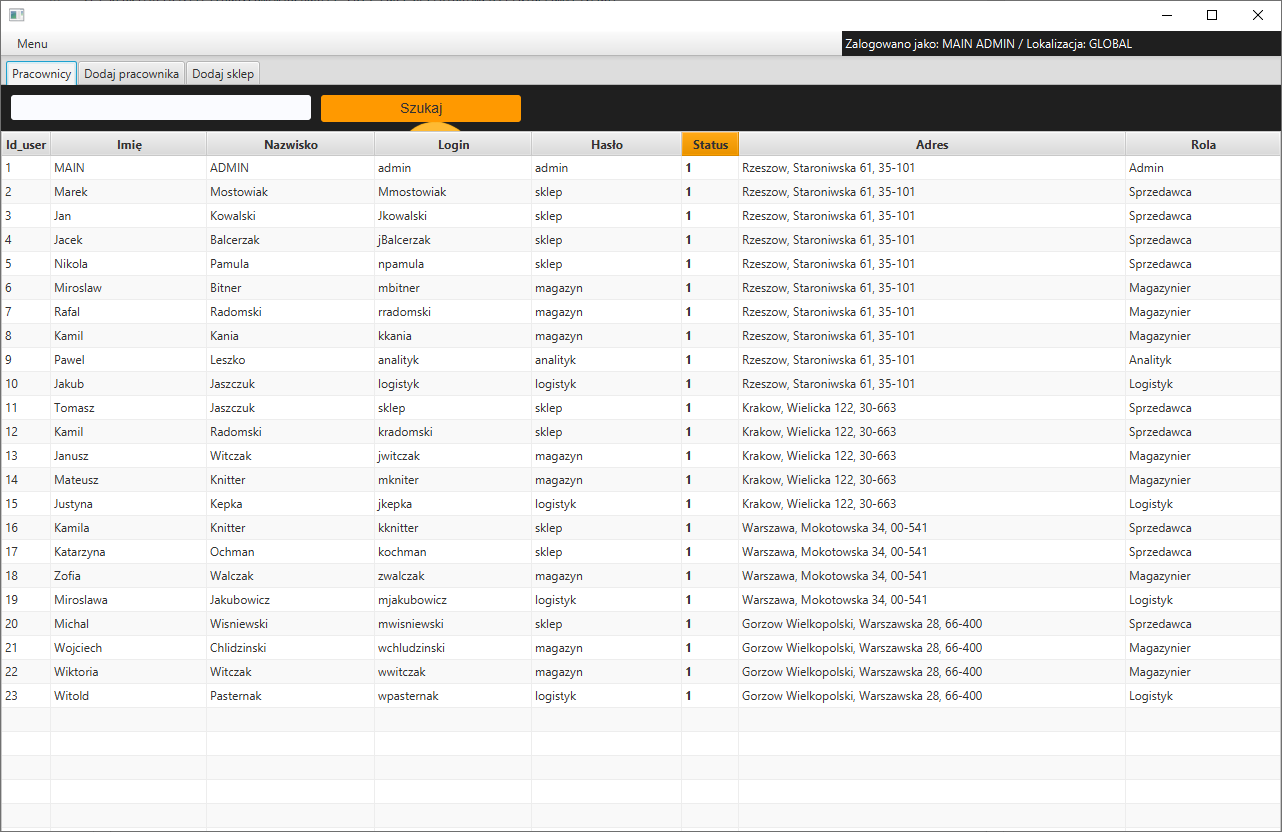 Menu Zalogowano jako: MAIN ADMIN / Lokalizacja: GLOBAL
Pracownicy Dodaj pracownika Dodaj sklep
Szukaj
Id_user Imię Nazwisko Login Hasło Status Adres Rola
1 MAIN ADMIN admin admin 1 Rzeszow, Staroniwska 61, 35-101 Admin
2 Marek Mostowiak Mmostowiak sklep 1 Rzeszow, Staroniwska 61, 35-101 Sprzedawca
3 Jan Kowalski Jkowalski sklep 1 Rzeszow, Staroniwska 61, 35-101 Sprzedawca
4 Jacek Balcerzak jBalcerzak sklep 1 Rzeszow, Staroniwska 61, 35-101 Sprzedawca
5 Nikola Pamula npamula sklep 1 Rzeszow, Staroniwska 61, 35-101 Sprzedawca
6 Miroslaw Bitner mbitner magazyn 1 Rzeszow, Staroniwska 61, 35-101 Magazynier
7 Rafal Radomski rradomski magazyn 1 Rzeszow, Staroniwska 61, 35-101 Magazynier
8 Kamil Kania kkania magazyn 1 Rzeszow, Staroniwska 61, 35-101 Magazynier
9 Pawel Leszko analityk analityk 1 Rzeszow, Staroniwska 61, 35-101 Analityk
10 Jakub Jaszczuk logistyk logistyk 1 Rzeszow, Staroniwska 61, 35-101 Logistyk
11 Tomasz Jaszczuk sklep sklep 1 Krakow, Wielicka 122, 30-663 Sprzedawca
12 Kamil Radomski kradomski sklep 1 Krakow, Wielicka 122, 30-663 Sprzedawca
13 Janusz Witczak jwitczak magazyn 1 Krakow, Wielicka 122, 30-663 Magazynier
14 Mateusz Knitter mkniter magazyn 1 Krakow, Wielicka 122, 30-663 Magazynier
15 Justyna Kepka jkepka logistyk 1 Krakow, Wielicka 122, 30-663 Logistyk
16 Kamila Knitter kknitter sklep 1 Warszawa, Mokotowska 34, 00-541 Sprzedawca
17 Katarzyna Ochman kochman sklep 1 Warszawa, Mokotowska 34, 00-541 Sprzedawca
18 Zofia Walczak zwalczak magazyn 1 Warszawa, Mokotowska 34, 00-541 Magazynier
19 Miroslawa Jakubowicz mjakubowicz logistyk 1 Warszawa, Mokotowska 34, 00-541 Logistyk
20 Michal Wisniewski mwisniewski sklep 1 Gorzow Wielkopolski, Warszawska 28, 66-400 Sprzedawca
21 Wojciech Chlidzinski wchludzinski magazyn 1 Gorzow Wielkopolski, Warszawska 28, 66-400 Magazynier
22 Wiktoria Witczak wwitczak magazyn 1 Gorzow Wielkopolski, Warszawska 28, 66-400 Magazynier
23 Witold Pasternak wpasternak logistyk 1 Gorzow Wielkopolski, Warszawska 28, 66-400 Logistyk